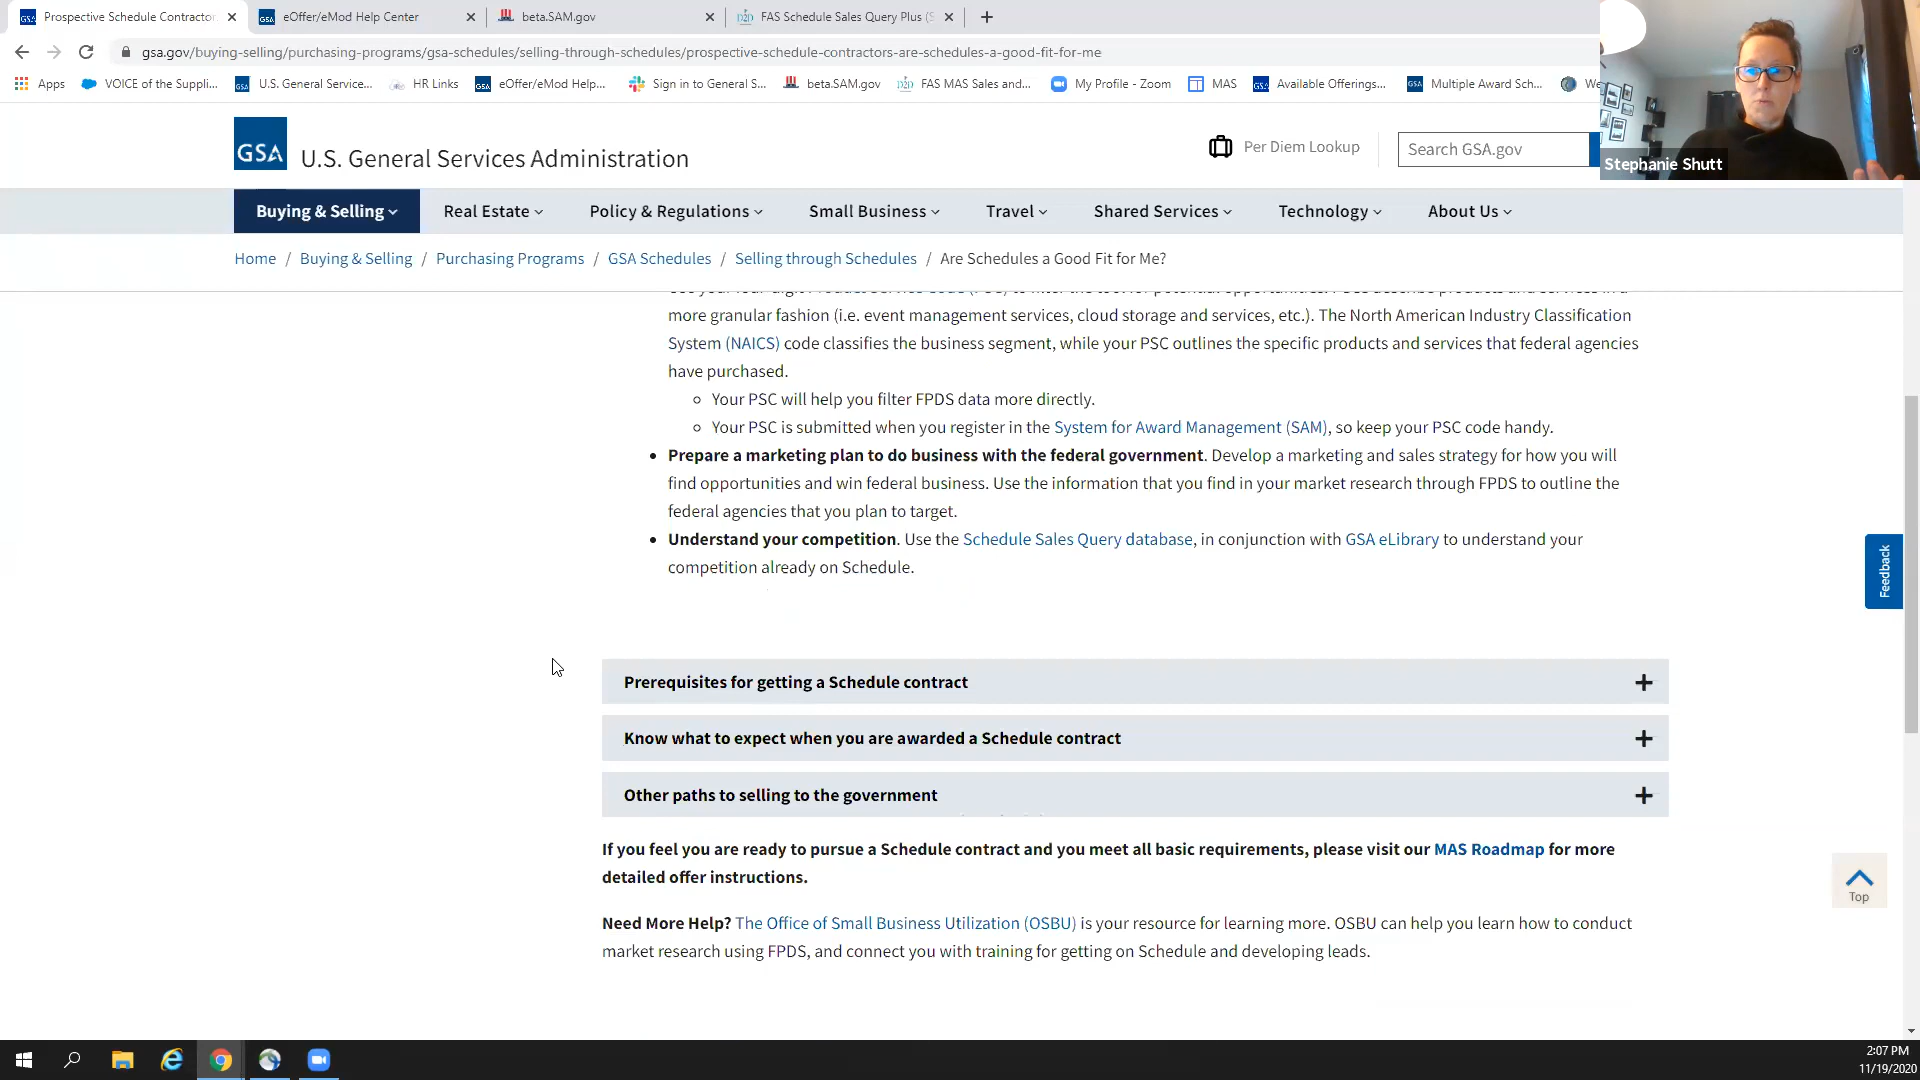 Prospective Schedule Contractor
eOffer/eMod Help Center
beta.SAM.gov
FAS Schedule Sales Query Plus (S
gsa.gov/buying-selling/purchasing-programs/gsa-schedules/selling-through-schedules/prospective-schedule-contractors-are-schedules-a-good-fit-for-me
Apps
VOICE of the Suppli...
U.S. General Service...
HR Links
eOffer/eMod Help...
Sign in to General S...
beta.SAM.gov
FAS MAS Sales and...
My Profile - Zoom
MAS
Available Offerings...
Multiple Award Sch...
GSA
U.S. General Services Administration
Per Diem Lookup
Search GSA.gov
Stephanie Shutt
Buying & Selling
Real Estate
Policy & Regulations
Small Business
Travel
Shared Services
Technology
About Us
Home / Buying & Selling / Purchasing Programs / GSA Schedules / Selling through Schedules / Are Schedules a Good Fit for Me?
more granular fashion (i.e. event management services, cloud storage and services, etc.). The North American Industry Classification
System (NAICS) code classifies the business segment, while your PSC outlines the specific products and services that federal agencies
have purchased.
Your PSC will help you filter FPDS data more directly.
Your PSC is submitted when you register in the System for Award Management (SAM), so keep your PSC code handy.
Prepare a marketing plan to do business with the federal government. Develop a marketing and sales strategy for how you will
find opportunities and win federal business. Use the information that you find in your market research through FPDS to outline the
federal agencies that you plan to target.
Understand your competition. Use the Schedule Sales Query database, in conjunction with GSA eLibrary to understand your
competition already on Schedule.
Feedback
Prerequisites for getting a Schedule contract
Know what to expect when you are awarded a Schedule contract
Other paths to selling to the government
If you feel you are ready to pursue a Schedule contract and you meet all basic requirements, please visit our MAS Roadmap for more
detailed offer instructions.
Top
Need More Help? The Office of Small Business Utilization (OSBU) is your resource for learning more. OSBU can help you learn how to conduct
market research using FPDS, and connect you with training for getting on Schedule and developing leads.
2:07 PM
11/19/2020